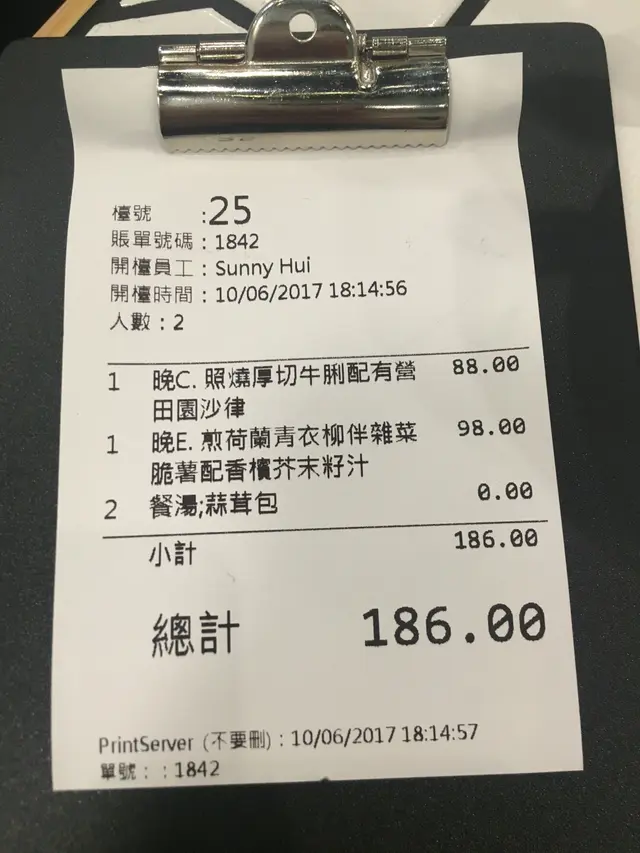 檯號 :25
賬單號碼 : 1842
開檯員工 : Sunny Hui
開檯時間 : 10/06/2017 18:14:56
人數 : 2
1 晚C. 照燒厚切牛脷配有營 88.00
田園沙律
1 晚E. 煎荷蘭青衣柳伴雜菜 98.00
脆薯配香檳芥末籽汁
2 餐湯;蒜茸包 0.00
小計 186.00
總計 186.00
PrintServer (不要刪) : 10/06/2017 18:14:57
單號 : : 1842